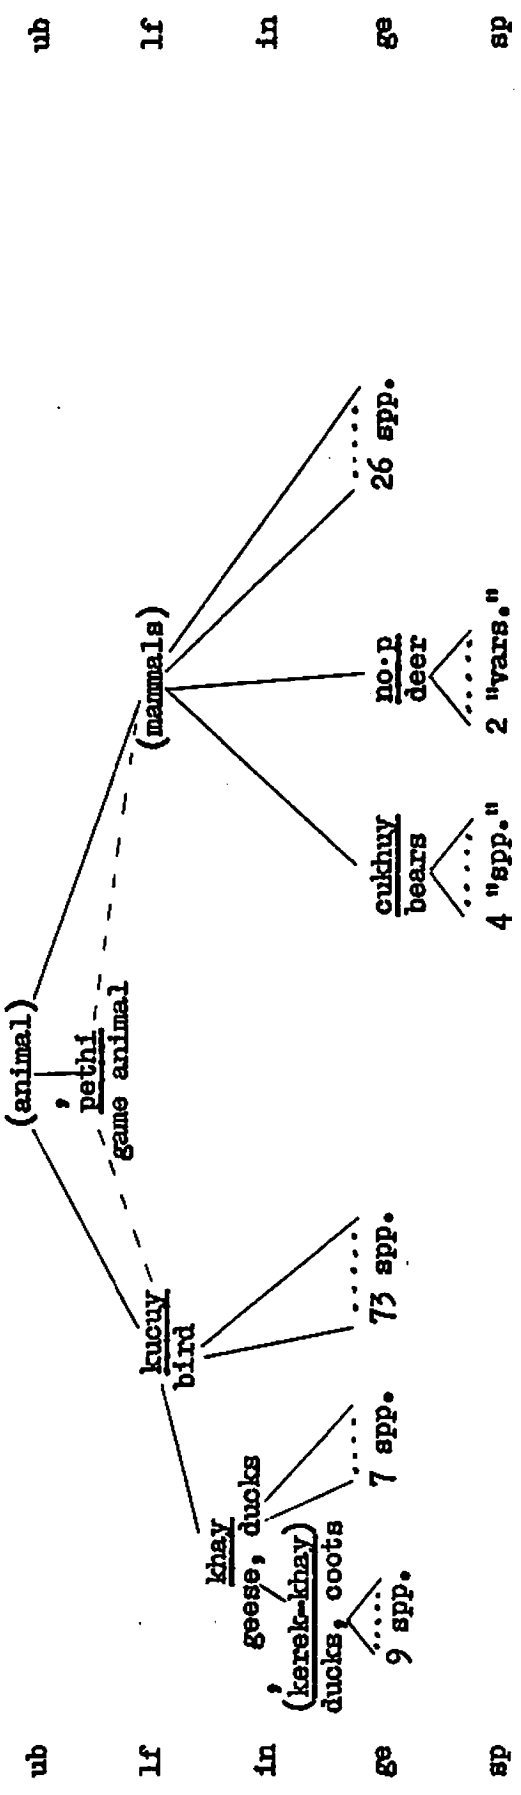 ub ub
(animal)
, pethi
game animal
lf kucuy (mammals) lf
bird
khay
in geese, ducks in
, (kerek-khay)
ducks, coots
ge 9 spp. 7 spp. 73 spp. cukhuy no·p 26 spp. ge
bears deer
sp 4 "spp." 2 "vars." sp